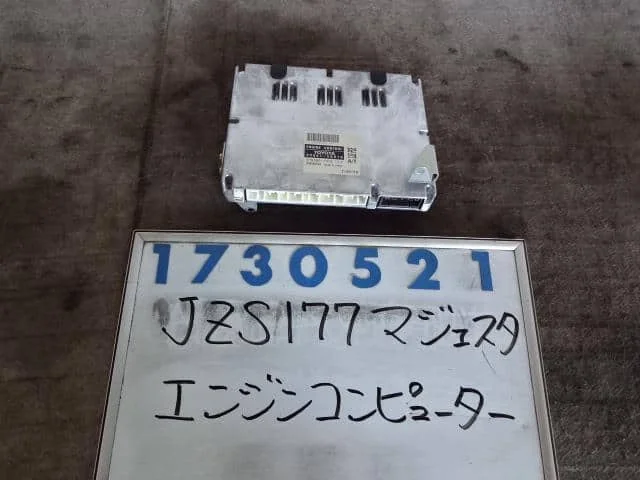 TOYOTA
A/T
1730521
JZS177マジェスタ
エンジンコンピューター